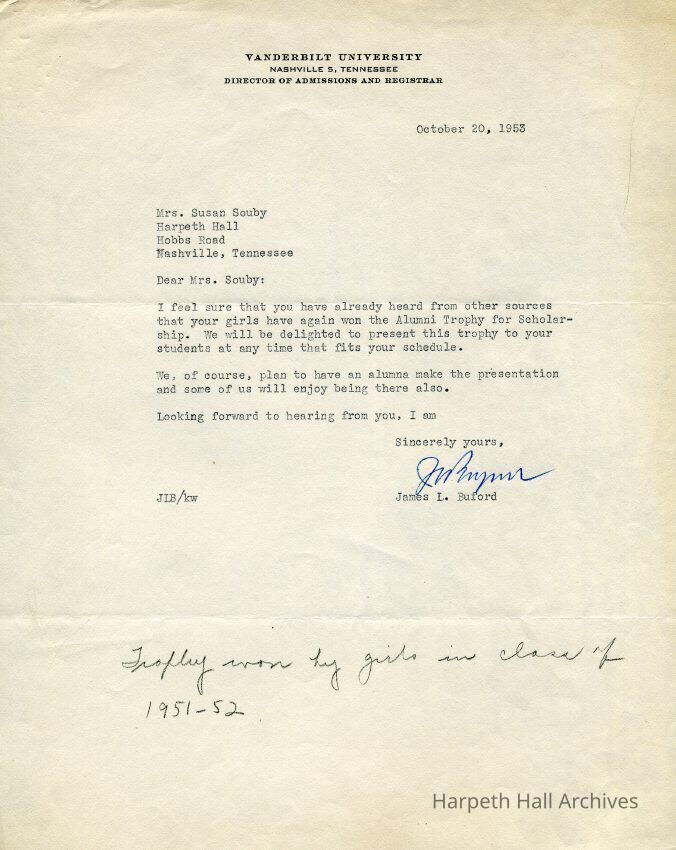 VANDERBILT UNIVERSITY
NASHVILLE 5, TENNESSEE
DIRECTOR OF ADMISSIONS AND REGISTRAR
October 20, 1953
Mrs. Susan Souby
Harpeth Hall
Hobbs Road
Nashville, Tennessee
Dear Mrs. Souby:
I feel sure that you have already heard from other sources
that your girls have again won the Alumni Trophy for Scholar-
ship. We will be delighted to present this trophy to your
students at any time that fits your schedule.
We, of course, plan to have an alumna make the presentation
and some of us will enjoy being there also.
Looking forward to hearing from you, I am
Sincerely yours,
JLB/kw
James L. Buford
Trophy won by girls in class of
1951-52
Harpeth Hall Archives